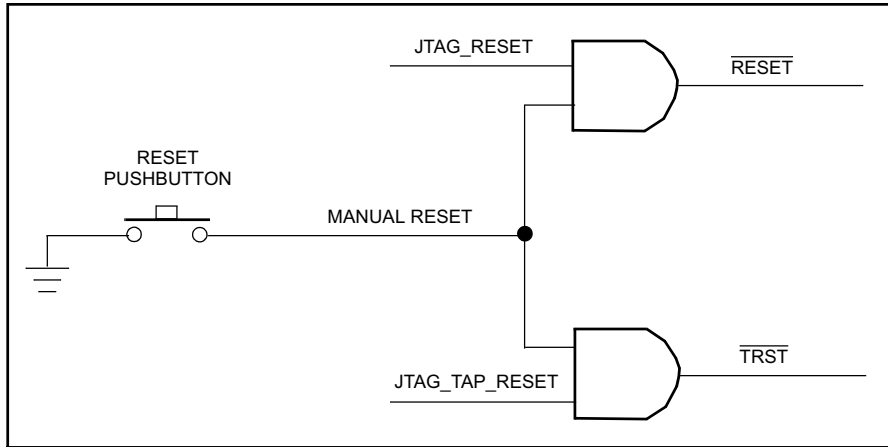 JTAG_RESET
RESET
RESET
PUSHBUTTON
MANUAL RESET
JTAG_TAP_RESET
TRST